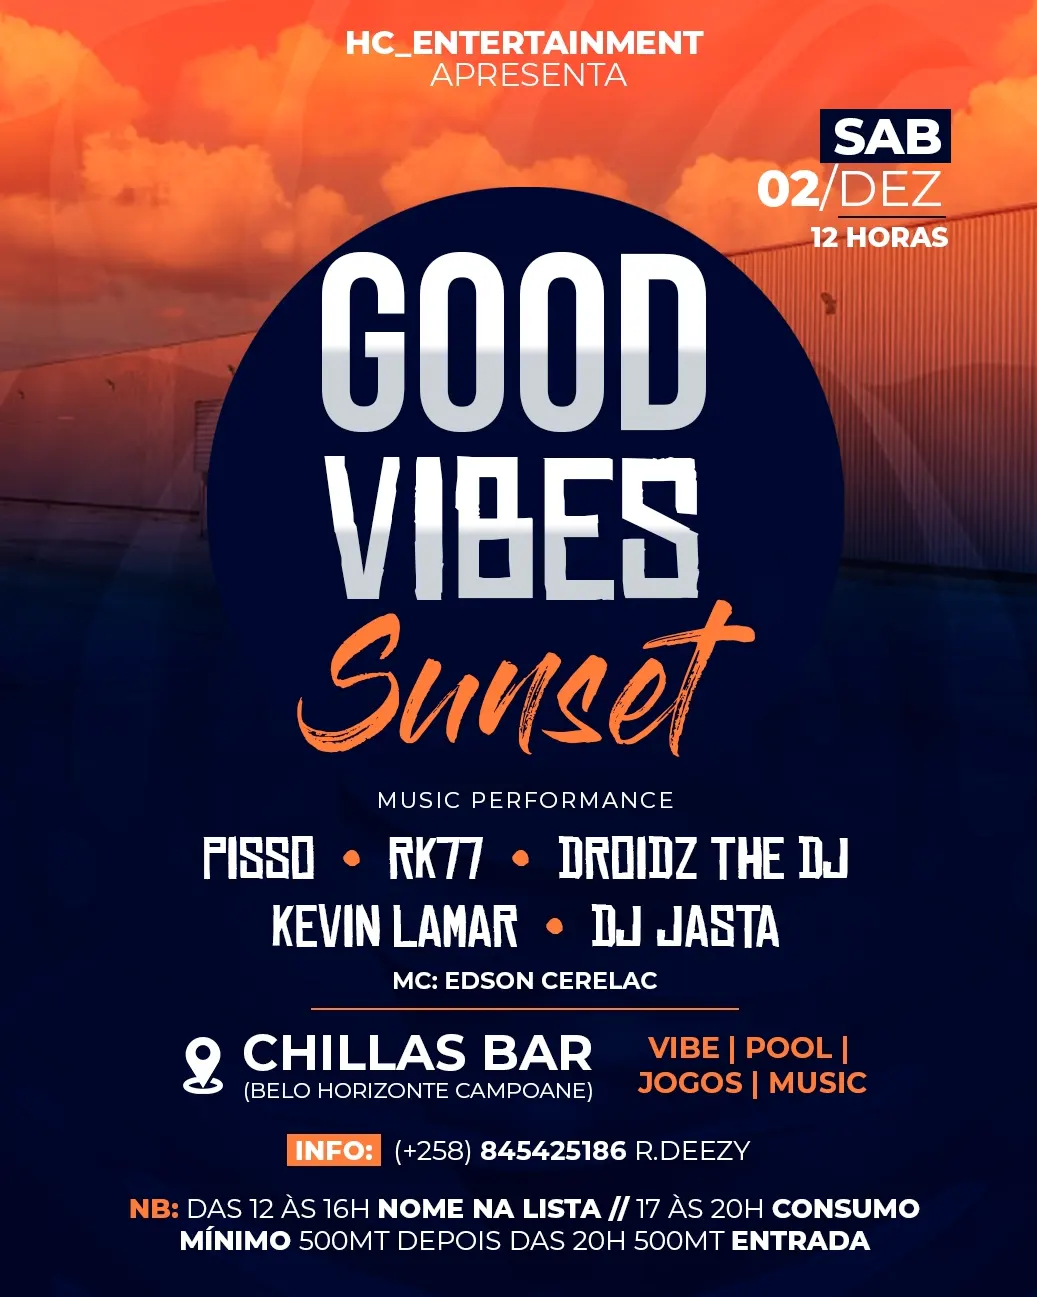 HC_ENTERTAINMENT
APRESENTA
SAB
02/DEZ
12 HORAS
GOOD
VIBES
Sunset
MUSIC PERFORMANCE
PISSO • RK77 • DROIDZ THE DJ
KEVIN LAMAR • DJ JASTA
MC: EDSON CERELAC
CHILLAS BAR
(BELO HORIZONTE CAMPOANE)
VIBE | POOL |
JOGOS | MUSIC
INFO: (+258) 845425186 R.DEEZY
NB: DAS 12 ÀS 16H NOME NA LISTA // 17 ÀS 20H CONSUMO
MÍNIMO 500MT DEPOIS DAS 20H 500MT ENTRADA